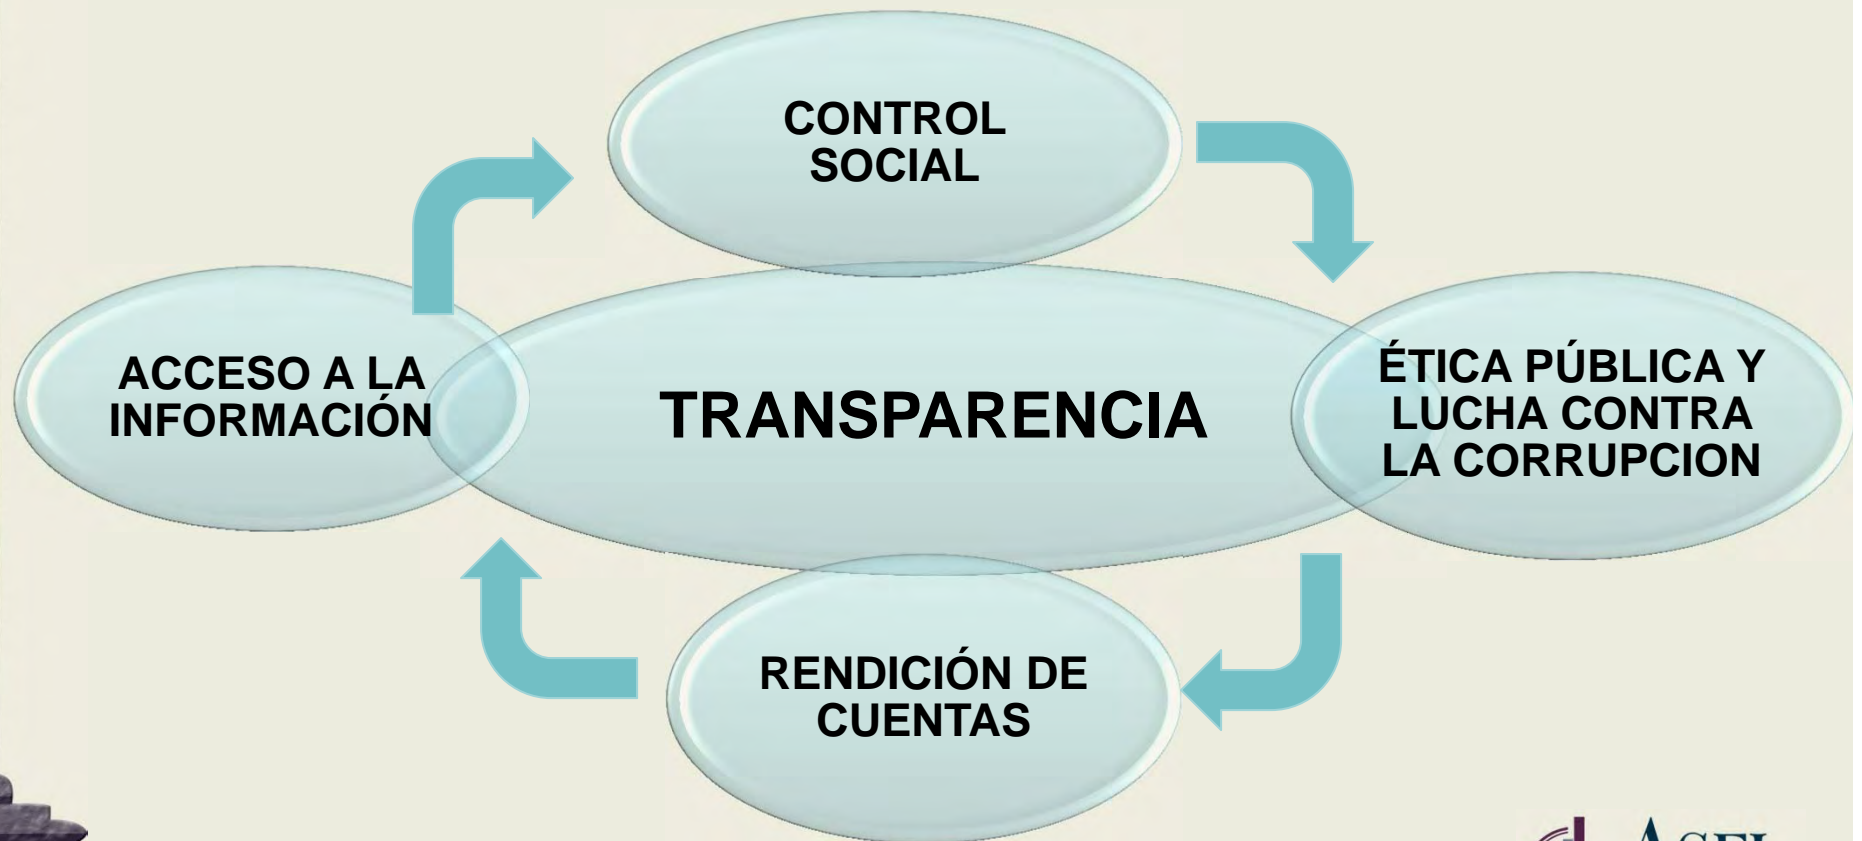 CONTROL
SOCIAL
ACCESO A LA
INFORMACIÓN
TRANSPARENCIA
ÉTICA PÚBLICA Y
LUCHA CONTRA
LA CORRUPCION
RENDICIÓN DE
CUENTAS